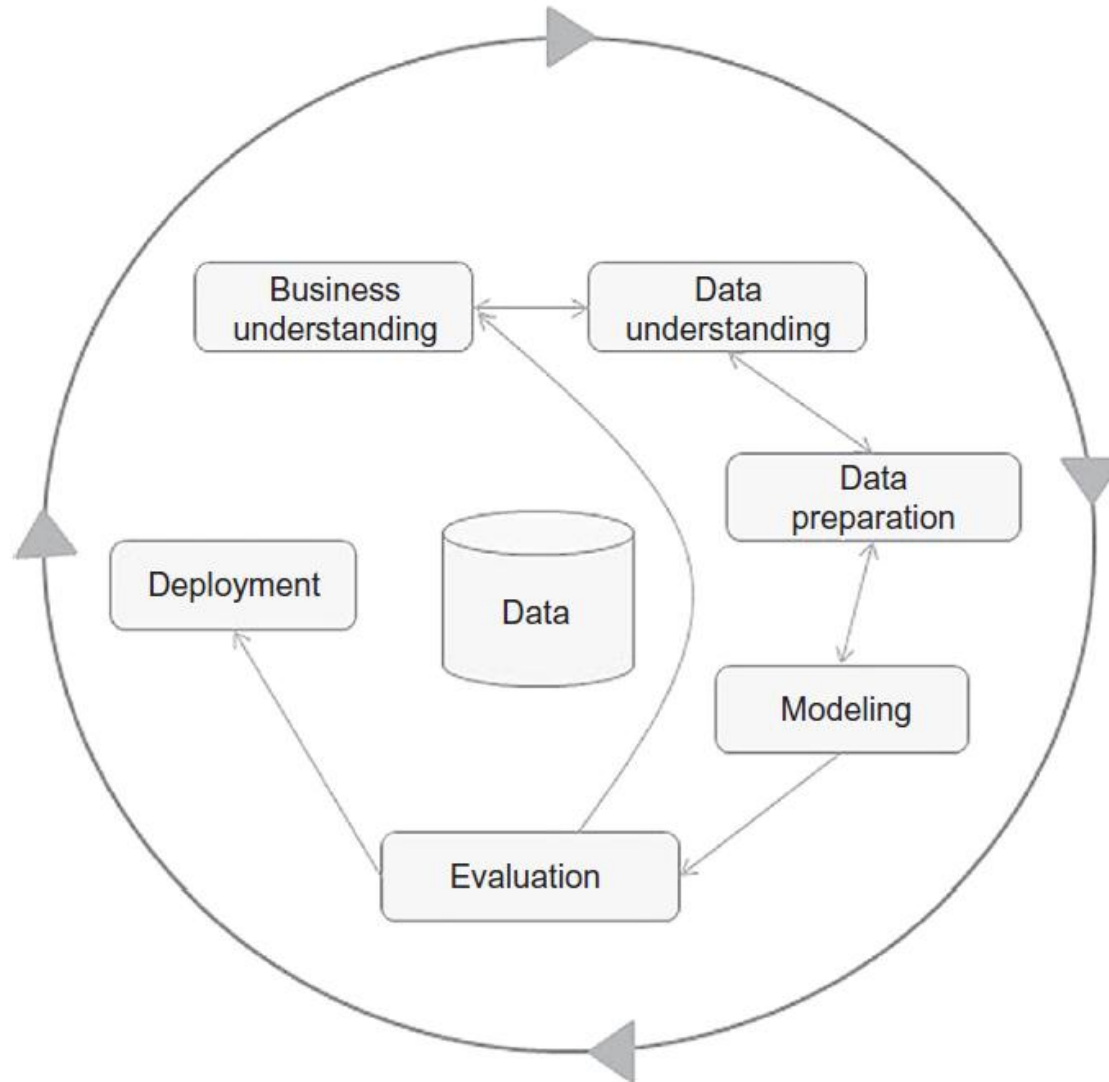 Business
understanding
Data
understanding
Data
preparation
Deployment
Data
Modeling
Evaluation